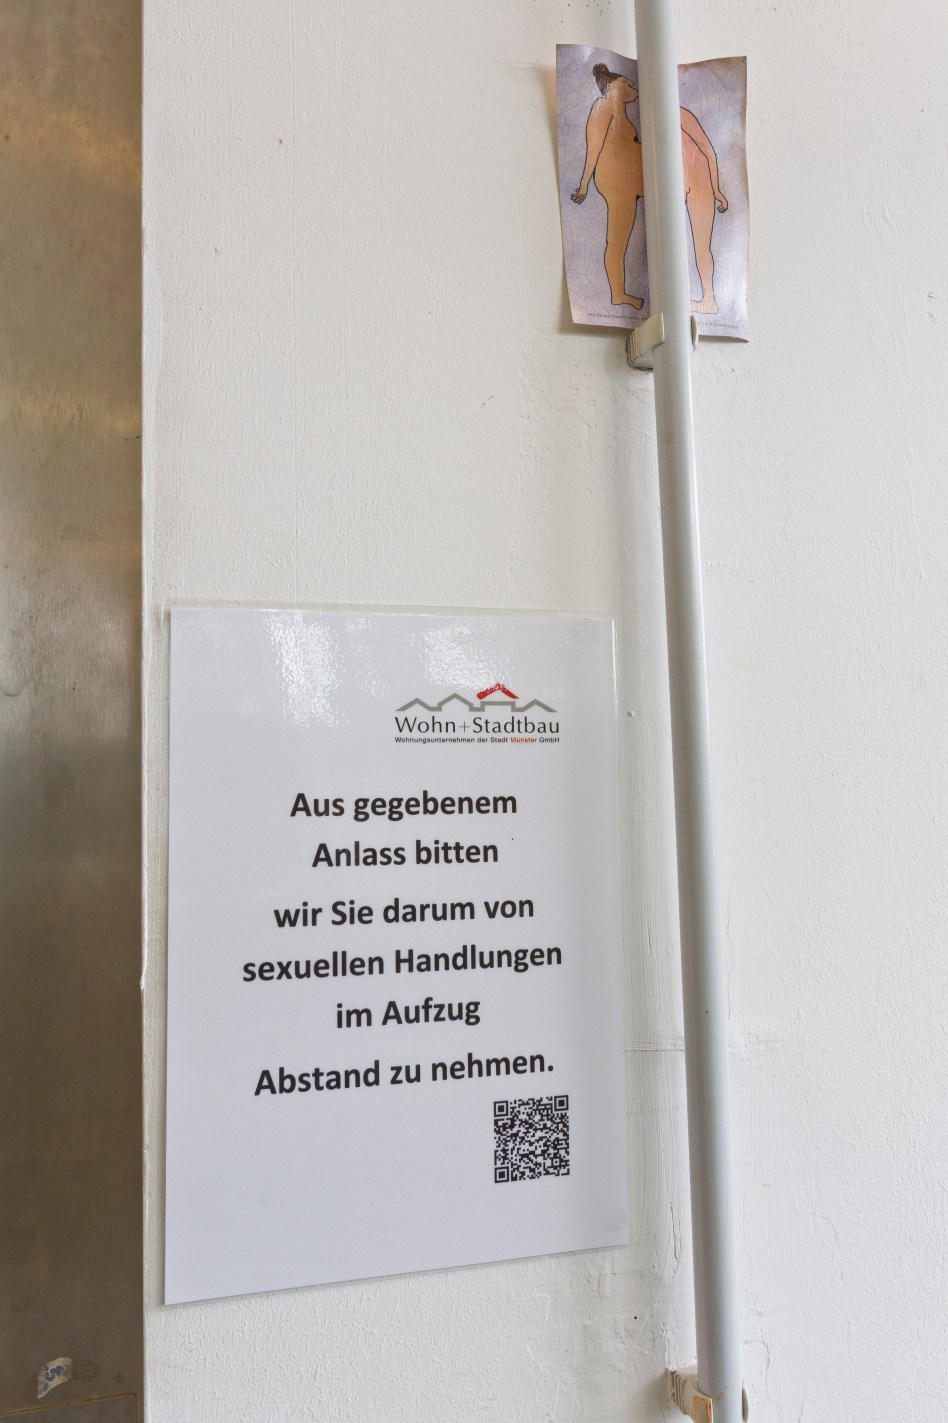 Wohn+Stadtbau
Wohnungsunternehmen der Stadt Münster GmbH
Aus gegebenem
Anlass bitten
wir Sie darum von
sexuellen Handlungen
im Aufzug
Abstand zu nehmen.